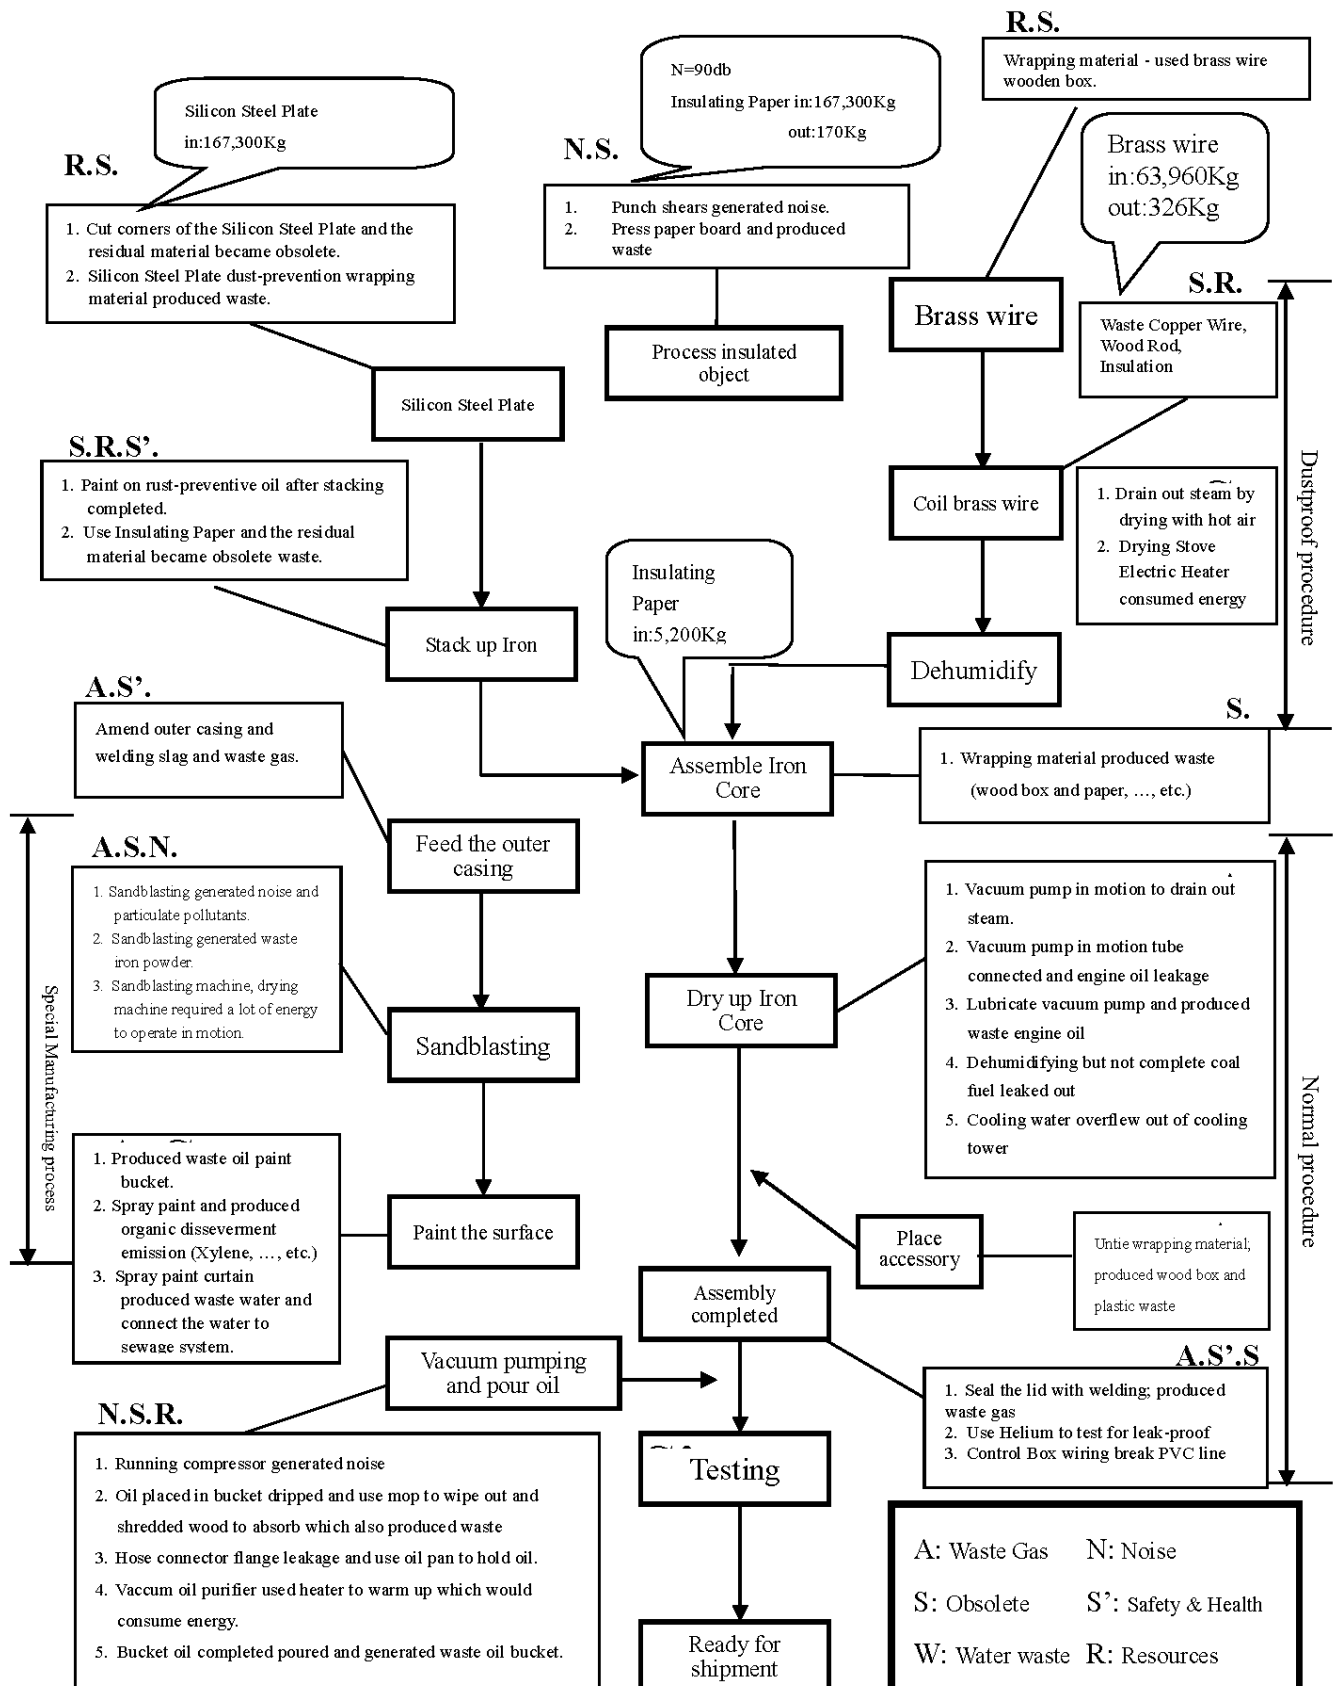 R.S.
Wrapping material - used brass wire
wooden box.
N=90db
Insulating Paper in:167,300Kg
out:170Kg
Silicon Steel Plate
in:167,300Kg
Brass wire
in:63,960Kg
out:326Kg
R.S.
N.S.
1. Cut corners of the Silicon Steel Plate and the
residual material became obsolete.
2. Silicon Steel Plate dust-prevention wrapping
material produced waste.
1. Punch shears generated noise.
2. Press paper board and produced
waste
S.R.
Brass wire
Waste Copper Wire,
Wood Rod,
Insulation
Process insulated
object
Silicon Steel Plate
S.R.S’.
1. Paint on rust-preventive oil after stacking
completed.
2. Use Insulating Paper and the residual
material became obsolete waste.
Coil brass wire
1. Drain out steam by
drying with hot air
2. Drying Stove
Electric Heater
consumed energy
Dustproof procedure
Insulating
Paper
in:5,200Kg
Stack up Iron
Dehumidify
A.S’.
Amend outer casing and
welding slag and waste gas.
S.
Assemble Iron
Core
1. Wrapping material produced waste
(wood box and paper, …, etc.)
Feed the outer
casing
A.S.N.
1. Sandblasting generated noise and
particulate pollutants.
2. Sandblasting generated waste
iron powder.
3. Sandblasting machine, drying
machine required a lot of energy
to operate in motion.
1. Vacuum pump in motion to drain out
steam.
2. Vacuum pump in motion tube
connected and engine oil leakage
3. Lubricate vacuum pump and produced
waste engine oil
4. Dehumidifying but not complete coal
fuel leaked out
5. Cooling water overflew out of cooling
tower
Dry up Iron
Core
Sandblasting
Special Manufacturing process
Normal procedure
1. Produced waste oil paint
bucket.
2. Spray paint and produced
organic disseverment
emission (Xylene, …, etc.)
3. Spray paint curtain
produced waste water and
connect the water to
sewage system.
Paint the surface
Place
accessory
Untie wrapping material;
produced wood box and
plastic waste
Assembly
completed
Vacuum pumping
and pour oil
A.S’.S
1. Seal the lid with welding; produced
waste gas
2. Use Helium to test for leak-proof
3. Control Box wiring break PVC line
N.S.R.
1. Running compressor generated noise
2. Oil placed in bucket dripped and use mop to wipe out and
shredded wood to absorb which also produced waste
3. Hose connector flange leakage and use oil pan to hold oil.
4. Vaccum oil purifier used heater to warm up which would
consume energy.
5. Bucket oil completed poured and generated waste oil bucket.
Testing
Ready for
shipment
A: Waste Gas N: Noise
S: Obsolete S’: Safety & Health
W: Water waste R: Resources